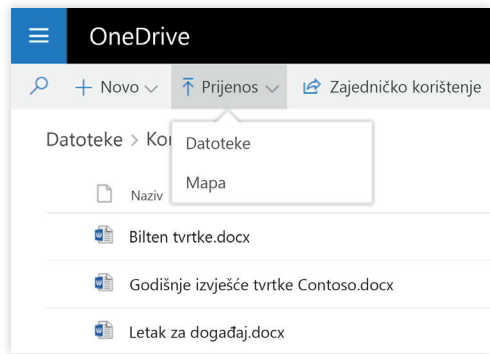 OneDrive
Novo Prijenos Zajedničko korištenje
Datoteke >
Datoteke
Mapa
Naziv
Bilten tvrtke.docx
Godišnje izvješće tvrtke Contoso.docx
Letak za događaj.docx